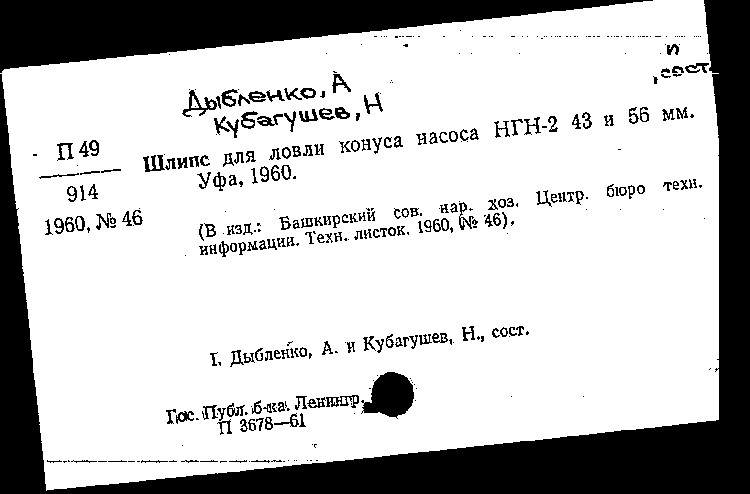 и
Дыбленко, А
, сост.
Кубагушев, Н
П 49
914
1960, № 46
Шлипс для ловли конуса насоса НГН-2 43 и 56 мм.
Уфа, 1960.
(В изд.: Башкирский сов. нар. хоз. Центр. бюро техн.
информации. Техн. листок. 1960, № 46).
I. Дыбленко, А. и Кубагушев, Н., сост.
Гос. Публ. б-ка. Ленингр.
П 3678—61